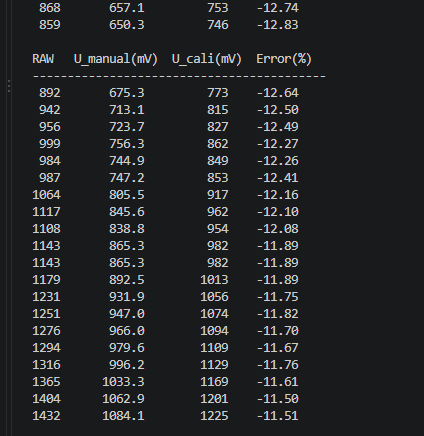 868 657.1 753 -12.74
859 650.3 746 -12.83
RAW U_manual(mV) U_cali(mV) Error(%)
------------------------------------------
892 675.3 773 -12.64
942 713.1 815 -12.50
956 723.7 827 -12.49
999 756.3 862 -12.27
984 744.9 849 -12.26
987 747.2 853 -12.41
1064 805.5 917 -12.16
1117 845.6 962 -12.10
1108 838.8 954 -12.08
1143 865.3 982 -11.89
1143 865.3 982 -11.89
1179 892.5 1013 -11.89
1231 931.9 1056 -11.75
1251 947.0 1074 -11.82
1276 966.0 1094 -11.70
1294 979.6 1109 -11.67
1316 996.2 1129 -11.76
1365 1033.3 1169 -11.61
1404 1062.9 1201 -11.50
1432 1084.1 1225 -11.51